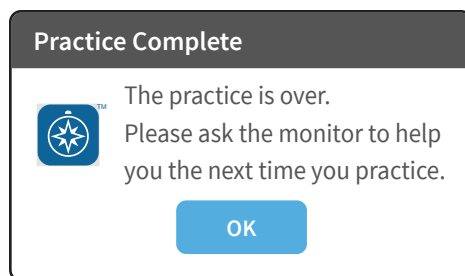 Practice Complete
The practice is over.
Please ask the monitor to help
you the next time you practice.
TM
OK